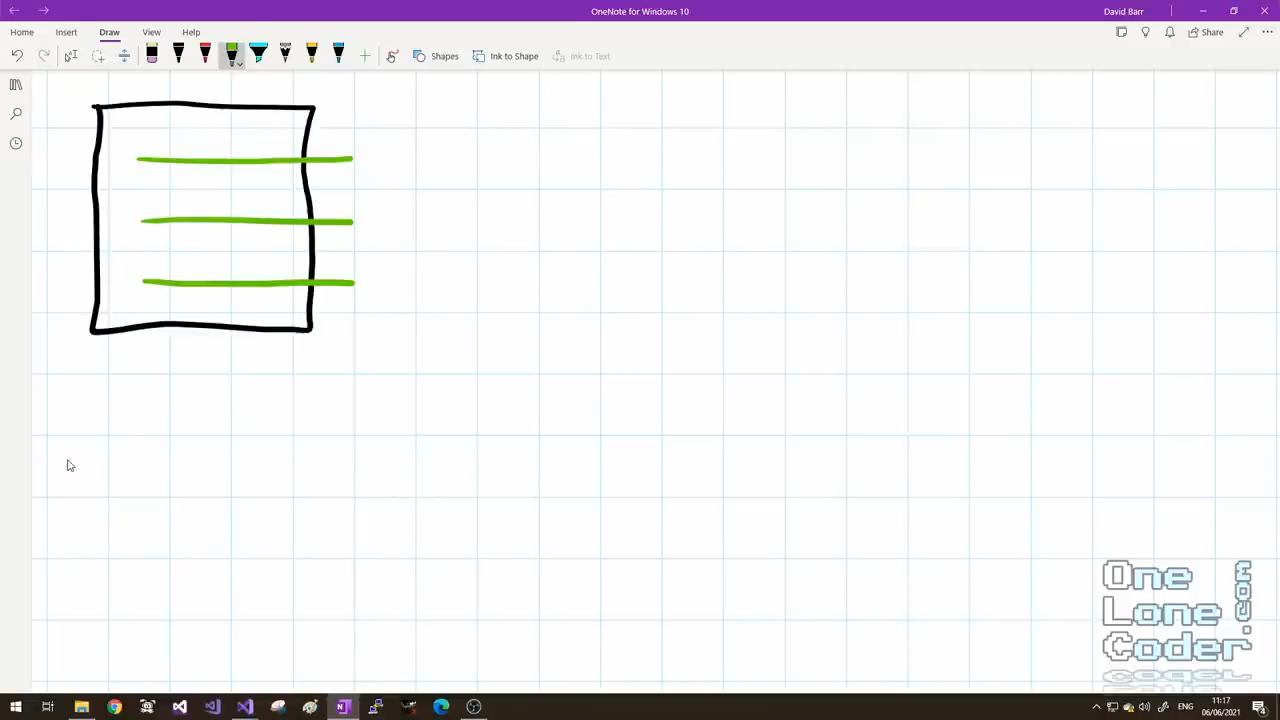 OneNote for Windows 10
David Barr
Home Insert Draw View Help
Share
Shapes Ink to Shape Ink to Text
One
Lone
Coder
.com
ENG
11:17
06/06/2021